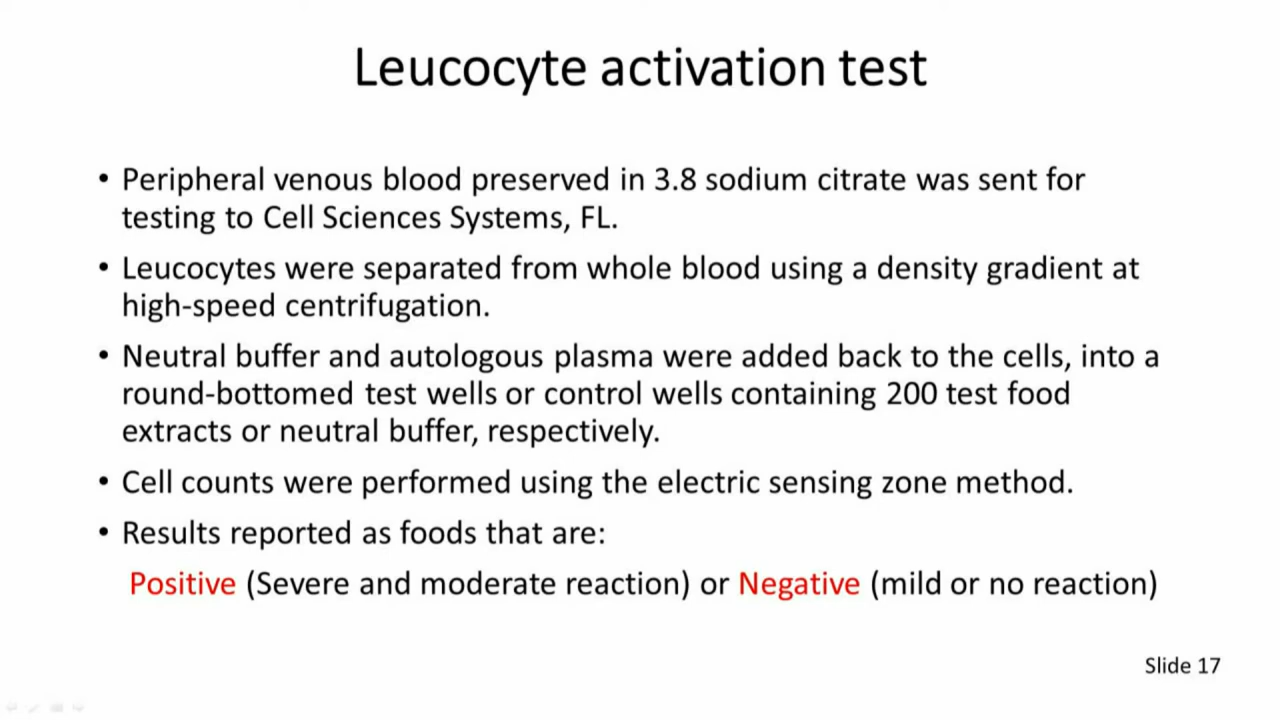 Leucocyte activation test
• Peripheral venous blood preserved in 3.8 sodium citrate was sent for
testing to Cell Sciences Systems, FL.
• Leucocytes were separated from whole blood using a density gradient at
high-speed centrifugation.
• Neutral buffer and autologous plasma were added back to the cells, into a
round-bottomed test wells or control wells containing 200 test food
extracts or neutral buffer, respectively.
• Cell counts were performed using the electric sensing zone method.
• Results reported as foods that are:
Positive (Severe and moderate reaction) or Negative (mild or no reaction)
Slide 17